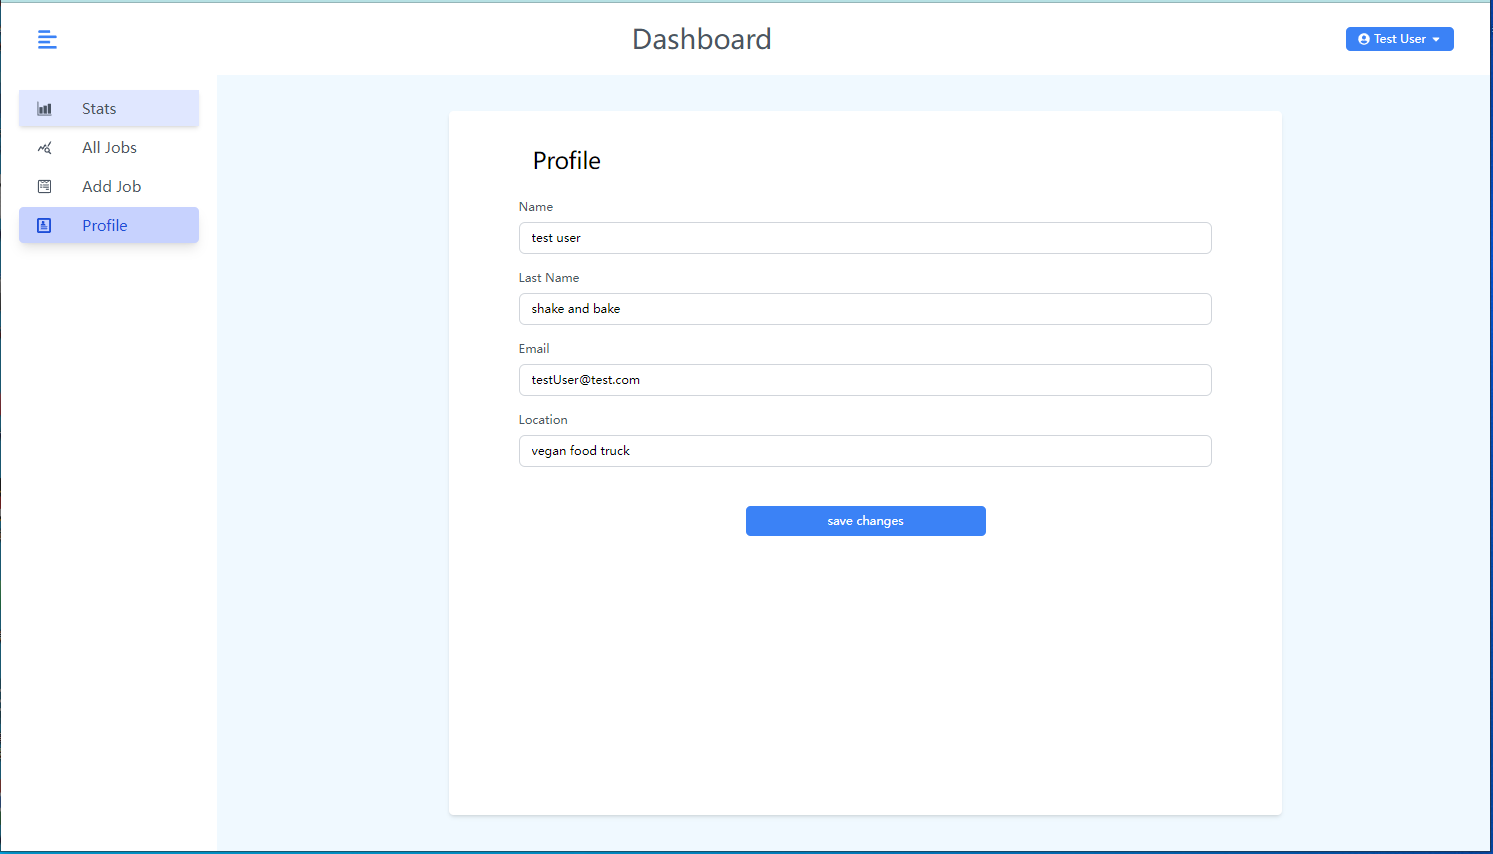 Dashboard
Test User
Stats
All Jobs
Add Job
Profile
Profile
Name
test user
Last Name
shake and bake
Email
testUser@test.com
Location
vegan food truck
save changes